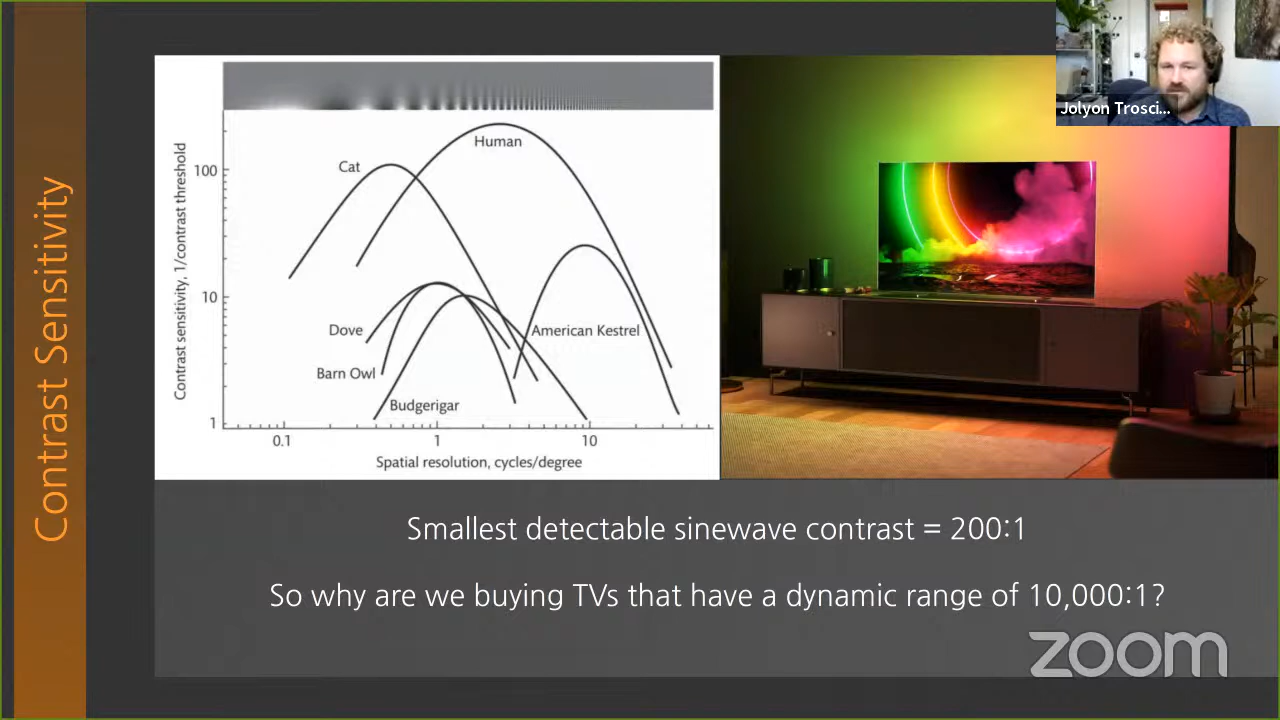 Contrast Sensitivity
Jolyon Trosci...
Contrast sensitivity, 1/contrast threshold
100
10
1
Human
Cat
Dove
American Kestrel
Barn Owl
Budgerigar
0.1
1
10
Spatial resolution, cycles/degree
Smallest detectable sinewave contrast = 200:1
So why are we buying TVs that have a dynamic range of 10,000:1?
zoom